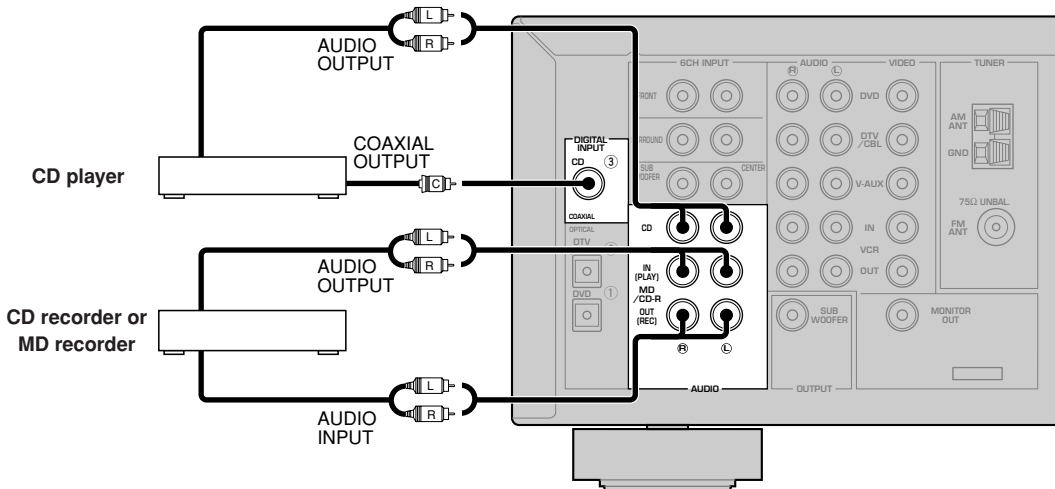 L
R
AUDIO
OUTPUT
COAXIAL
OUTPUT
C
CD player
L
R
AUDIO
OUTPUT
CD recorder or
MD recorder
L
R
AUDIO
INPUT
6CH INPUT
FRONT
SURROUND
SUB
WOOFER
CENTER
DIGITAL
INPUT
CD
3
COAXIAL
OPTICAL
DTV
DVD
1
CD
IN
(PLAY)
MD
/CD-R
OUT
(REC)
R
L
AUDIO
AUDIO
R
L
VIDEO
DVD
DTV
/CBL
V-AUX
IN
VCR
OUT
SUB
WOOFER
OUTPUT
MONITOR
OUT
TUNER
AM
ANT
GND
75Ω UNBAL.
FM
ANT